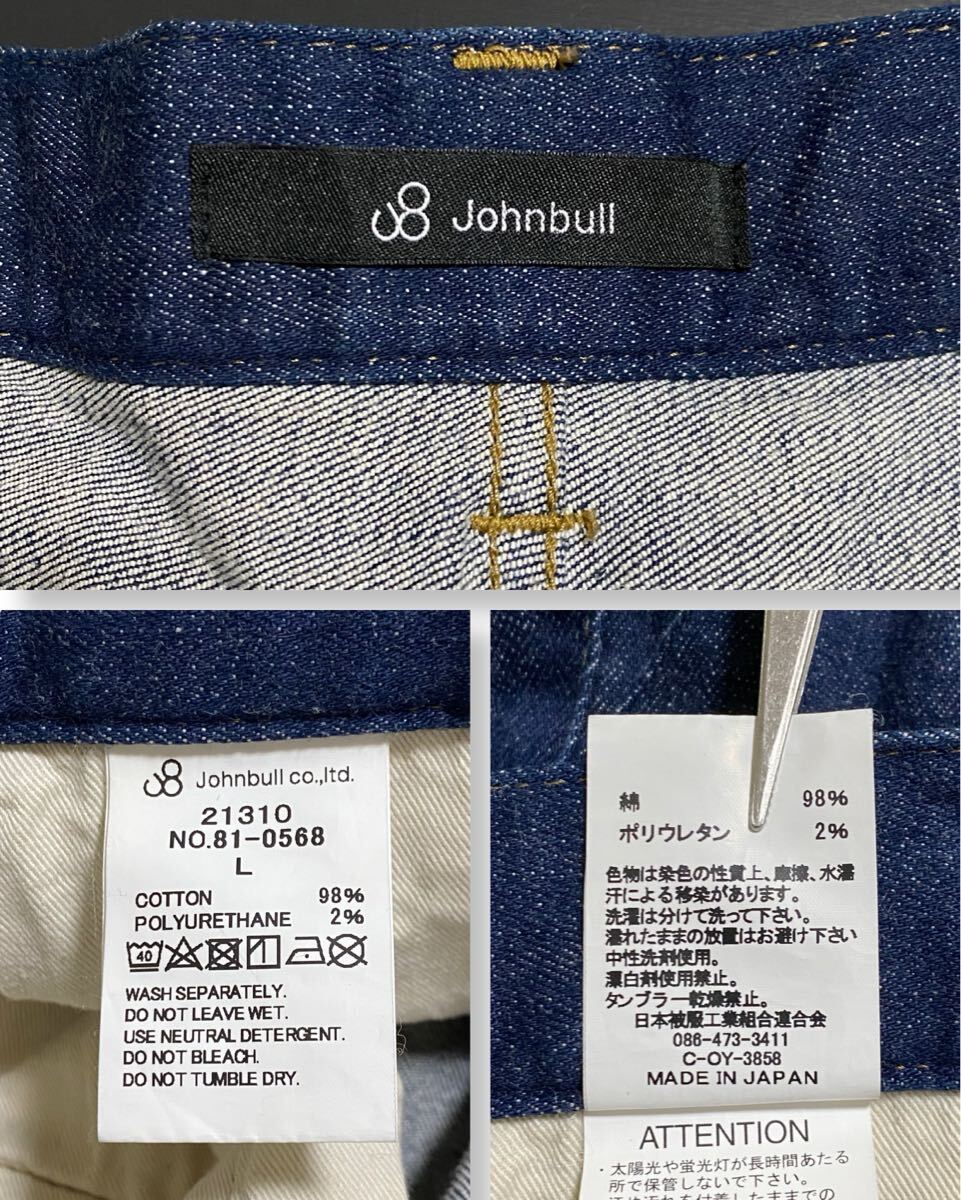 Johnbull
Johnbull co.,ltd.
21310
NO.81-0568
L
COTTON 98%
POLYURETHANE 2%
40
WASH SEPARATELY.
DO NOT LEAVE WET.
USE NEUTRAL DETERGENT.
DO NOT BLEACH.
DO NOT TUMBLE DRY.
綿 98%
ポリウレタン 2%
色物は染色の性質上、摩擦、水濡
汗による移染があります。
洗濯は分けて洗って下さい。
濡れたままの放置はお避け下さい
中性洗剤使用。
漂白剤使用禁止。
タンブラー乾燥禁止。
日本被服工業組合連合会
086-473-3411
C-OY-3858
MADE IN JAPAN
ATTENTION
・太陽光や蛍光灯が長時間あたる
所で保管しないで下さい。